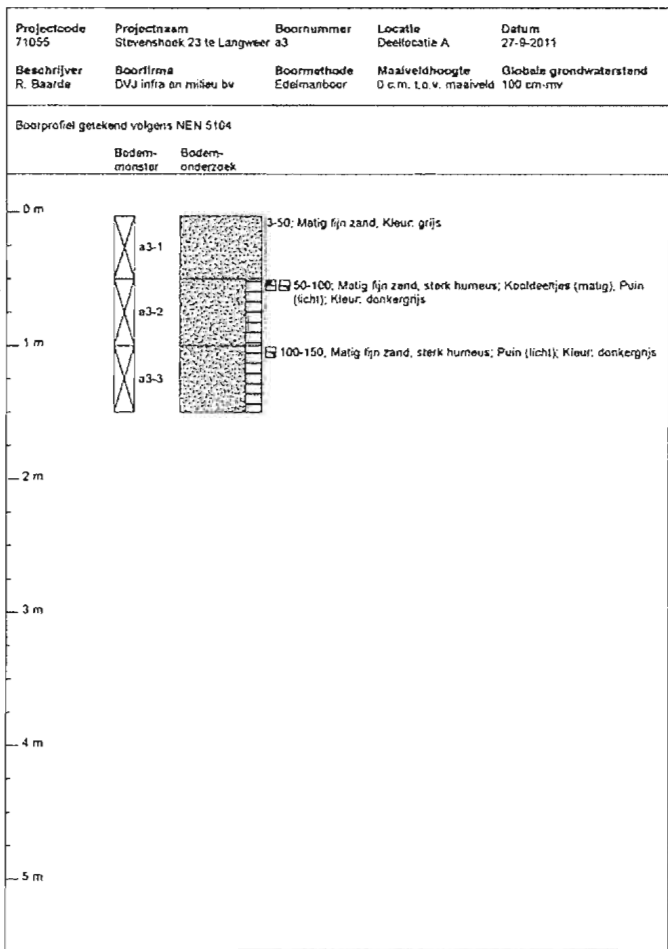 Projectcode Projectnaam Boornummer Locatie Datum
71055 Stevenshoek 23 te Langweer a3 Deellocatie A 27-9-2011
Beschrijver Boorfirma Boormethode Maaiveldhoogte Globale grondwaterstand
R. Baarda DVJ infra en milieu bv Edelmanboor 0 c.m. t.o.v. maaiveld 100 cm-mv
Boorprofiel getekend volgens NEN 5104
Bodem- Bodem-
monster onderzoek
0 m
3-50; Matig fijn zand, Kleur: grijs
a3-1
50-100; Matig fijn zand, sterk humeus; Kooldeeltjes (matig), Puin
(licht); Kleur: donkergrijs
a3-2
1 m
100-150, Matig fijn zand, sterk humeus; Puin (licht); Kleur: donkergrijs
a3-3
2 m
3 m
4 m
5 m